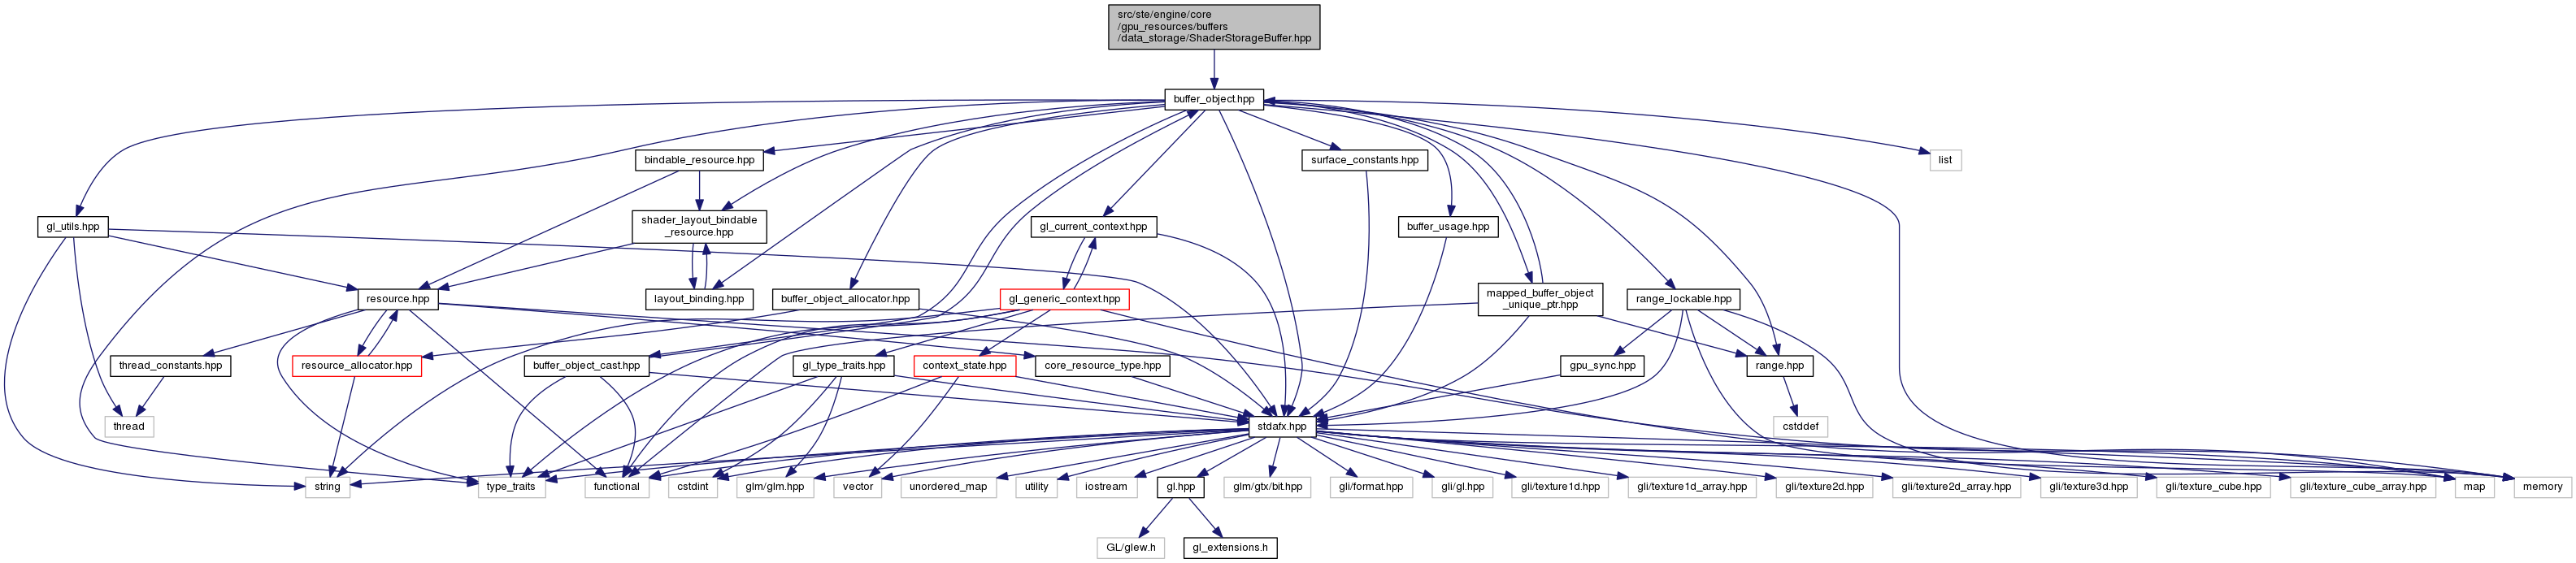 src/ste/engine/core
/gpu_resources/buffers
/data_storage/ShaderStorageBuffer.hpp
buffer_object.hpp
bindable_resource.hpp
surface_constants.hpp
list
gl_utils.hpp
shader_layout_bindable
_resource.hpp
gl_current_context.hpp
buffer_usage.hpp
resource.hpp
layout_binding.hpp
buffer_object_allocator.hpp
gl_generic_context.hpp
mapped_buffer_object
_unique_ptr.hpp
range_lockable.hpp
thread_constants.hpp
resource_allocator.hpp
buffer_object_cast.hpp
gl_type_traits.hpp
context_state.hpp
core_resource_type.hpp
gpu_sync.hpp
range.hpp
thread
stdafx.hpp
cstddef
string
type_traits
functional
cstdint
glm/glm.hpp
vector
unordered_map
utility
iostream
gl.hpp
glm/gtx/bit.hpp
gli/format.hpp
gli/gl.hpp
gli/texture1d.hpp
gli/texture1d_array.hpp
gli/texture2d.hpp
gli/texture2d_array.hpp
gli/texture3d.hpp
gli/texture_cube.hpp
gli/texture_cube_array.hpp
map
memory
GL/glew.h
gl_extensions.h